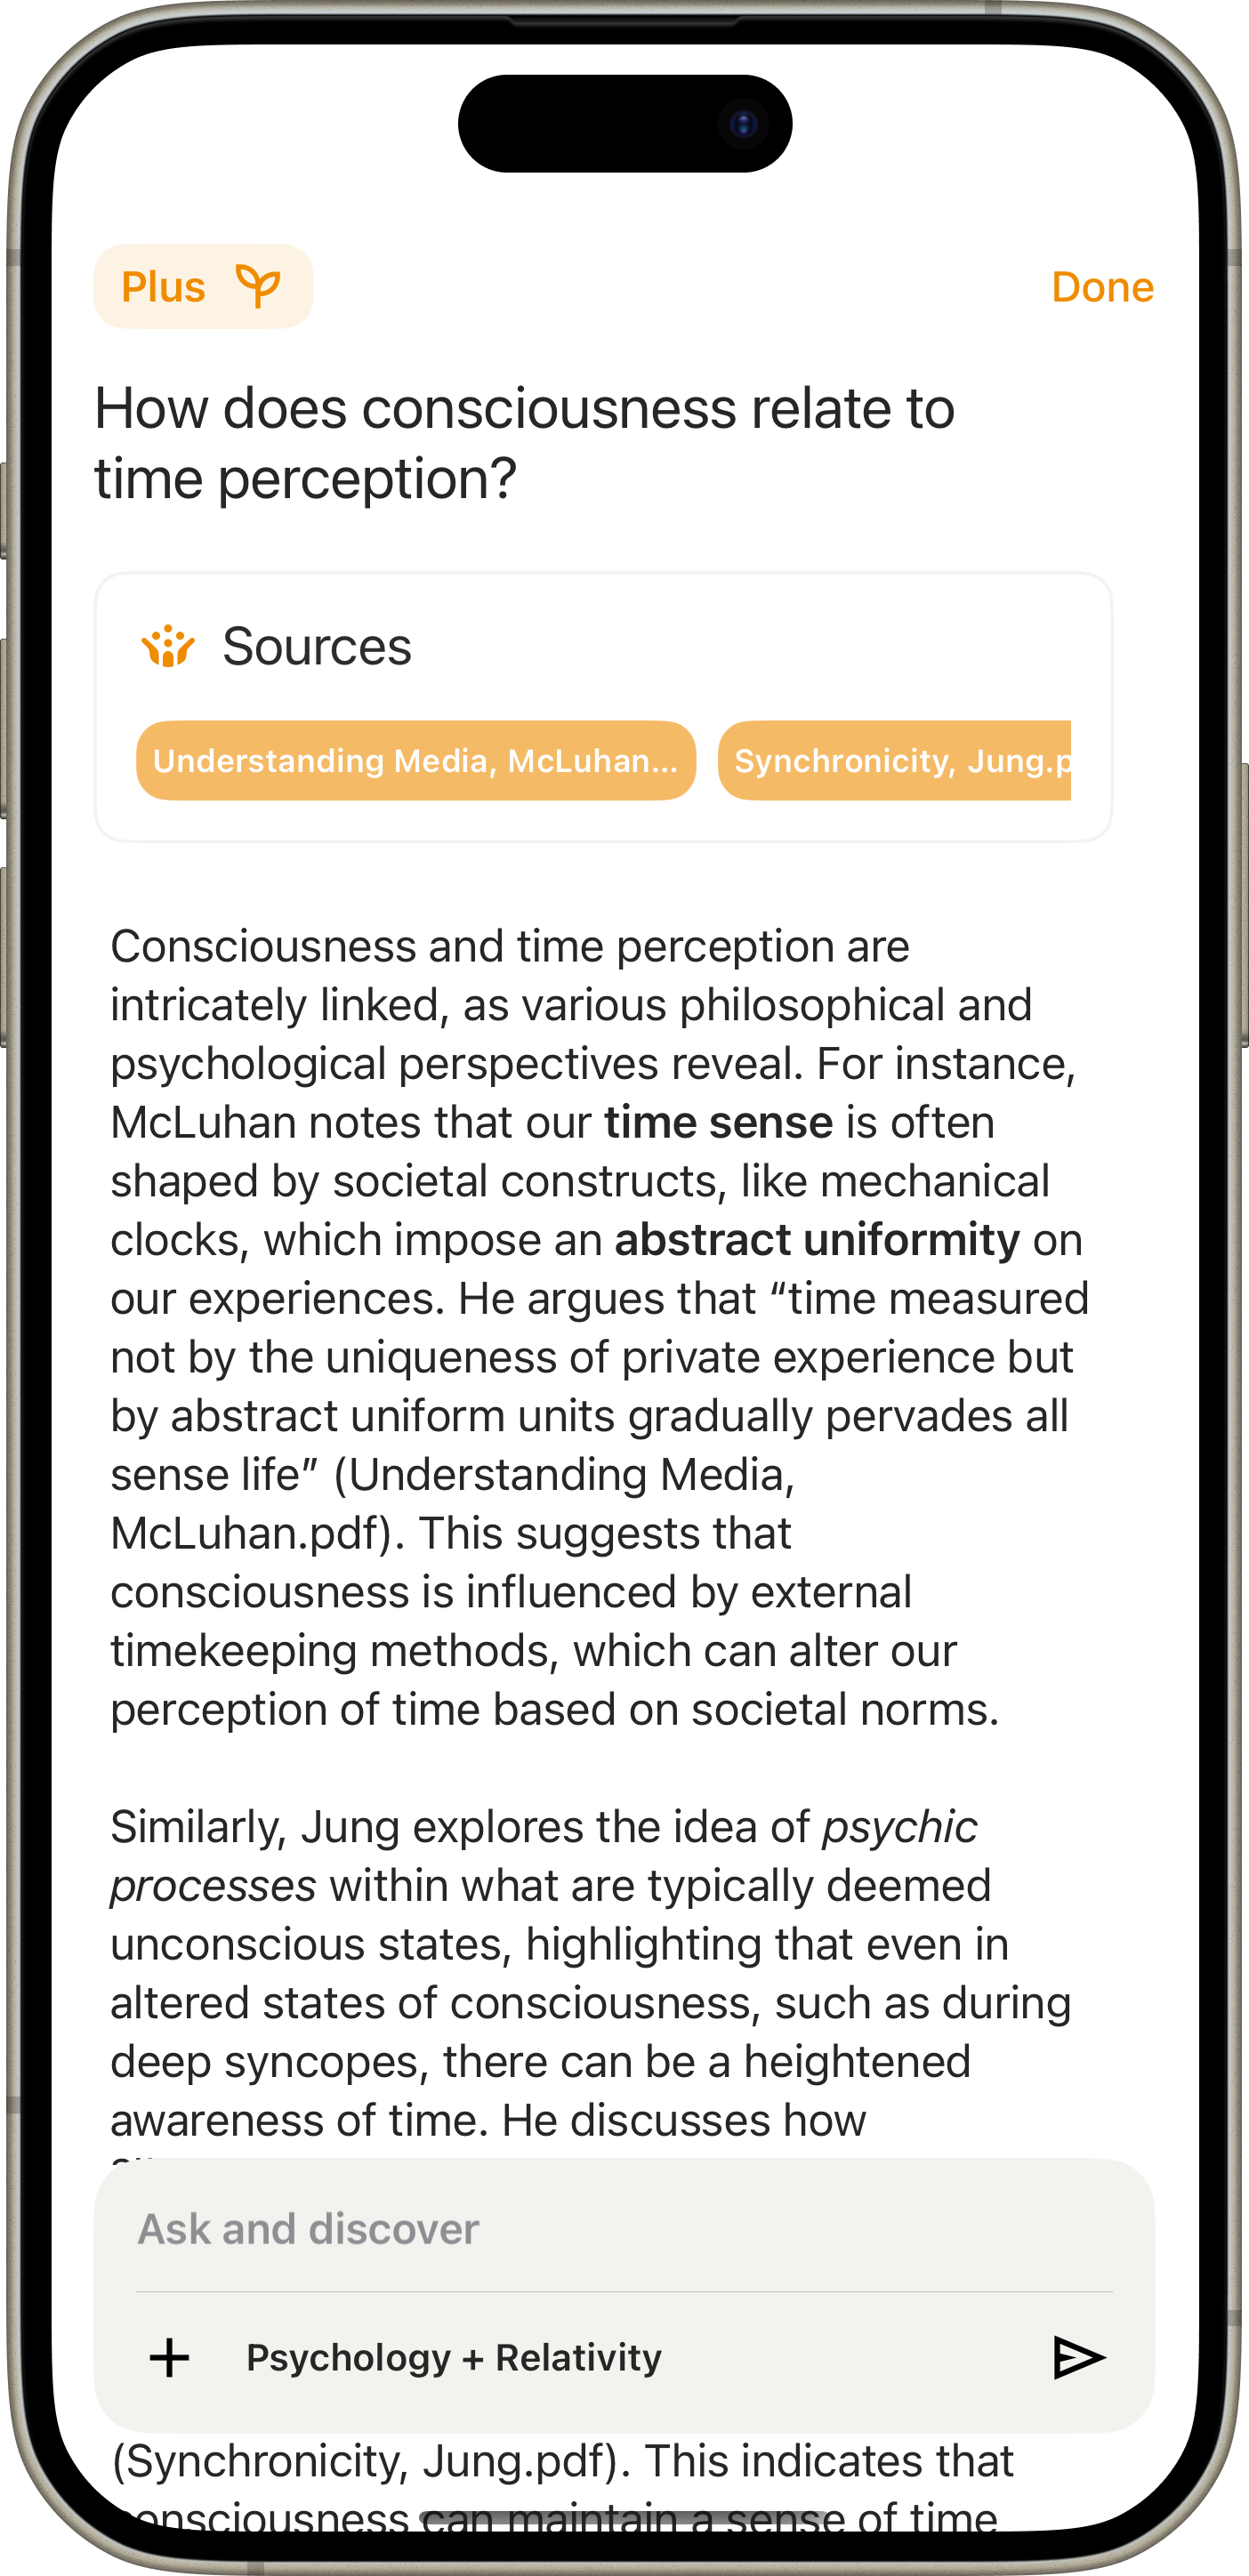 Plus
Done
How does consciousness relate to
time perception?
Sources
Understanding Media, McLuhan...
Synchronicity, Jung.p
Consciousness and time perception are
intricately linked, as various philosophical and
psychological perspectives reveal. For instance,
McLuhan notes that our time sense is often
shaped by societal constructs, like mechanical
clocks, which impose an abstract uniformity on
our experiences. He argues that “time measured
not by the uniqueness of private experience but
by abstract uniform units gradually pervades all
sense life” (Understanding Media,
McLuhan.pdf). This suggests that
consciousness is influenced by external
timekeeping methods, which can alter our
perception of time based on societal norms.
Similarly, Jung explores the idea of psychic
processes within what are typically deemed
unconscious states, highlighting that even in
altered states of consciousness, such as during
deep syncopes, there can be a heightened
awareness of time. He discusses how
Ask and discover
Psychology + Relativity
(Synchronicity, Jung.pdf). This indicates that
consciousness can maintain a sense of time